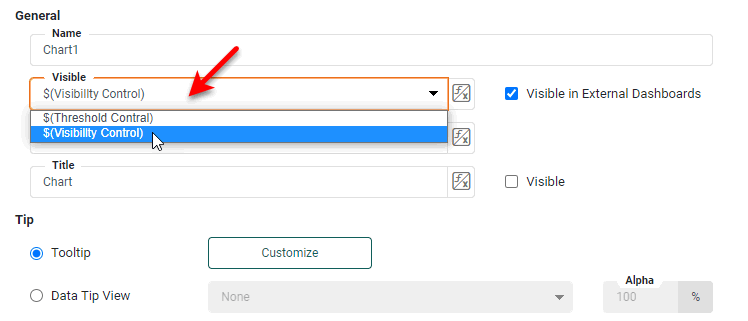 General
Name
Chart1
Visible
$(Visibility Control)
Visible in External Dashboards
$(Threshold Contral)
$(Visibility Control)
Title
Chart
Visible
Tip
Tooltip
Customize
Data Tip View
None
Alpha
100
%